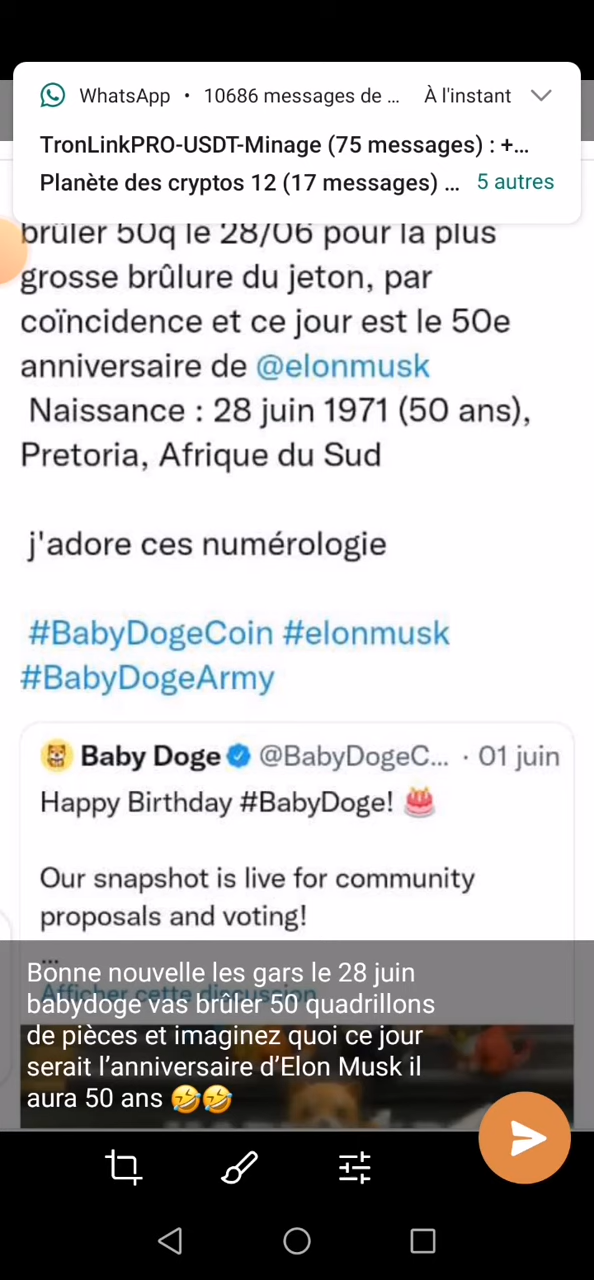 WhatsApp • 10686 messages de ... À l'instant
TronLinkPRO-USDT-Minage (75 messages) : +...
Planète des cryptos 12 (17 messages) ... 5 autres
brûler 50q le 28/06 pour la plus
grosse brûlure du jeton, par
coïncidence et ce jour est le 50e
anniversaire de @elonmusk
Naissance : 28 juin 1971 (50 ans),
Pretoria, Afrique du Sud
j'adore ces numérologie
#BabyDogeCoin #elonmusk
#BabyDogeArmy
Baby Doge @BabyDogeC... · 01 juin
Happy Birthday #BabyDoge! 🎂
Our snapshot is live for community
proposals and voting!
...
Afficher cette discussion
Bonne nouvelle les gars le 28 juin
babydoge vas brûler 50 quadrillons
de pièces et imaginez quoi ce jour
serait l’anniversaire d’Elon Musk il
aura 50 ans 🤣🤣